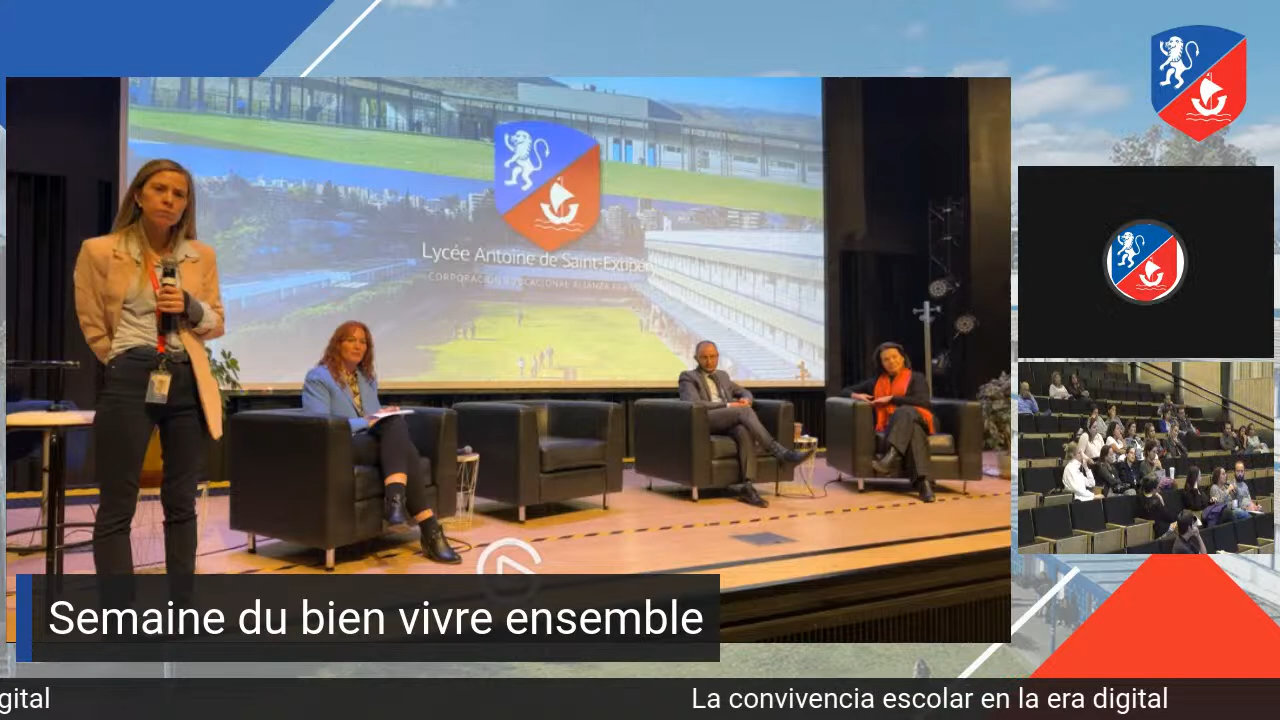 Lycée Antoine de Saint-Exupér
Semaine du bien vivre ensemble
gital
La convivencia escolar en la era digital